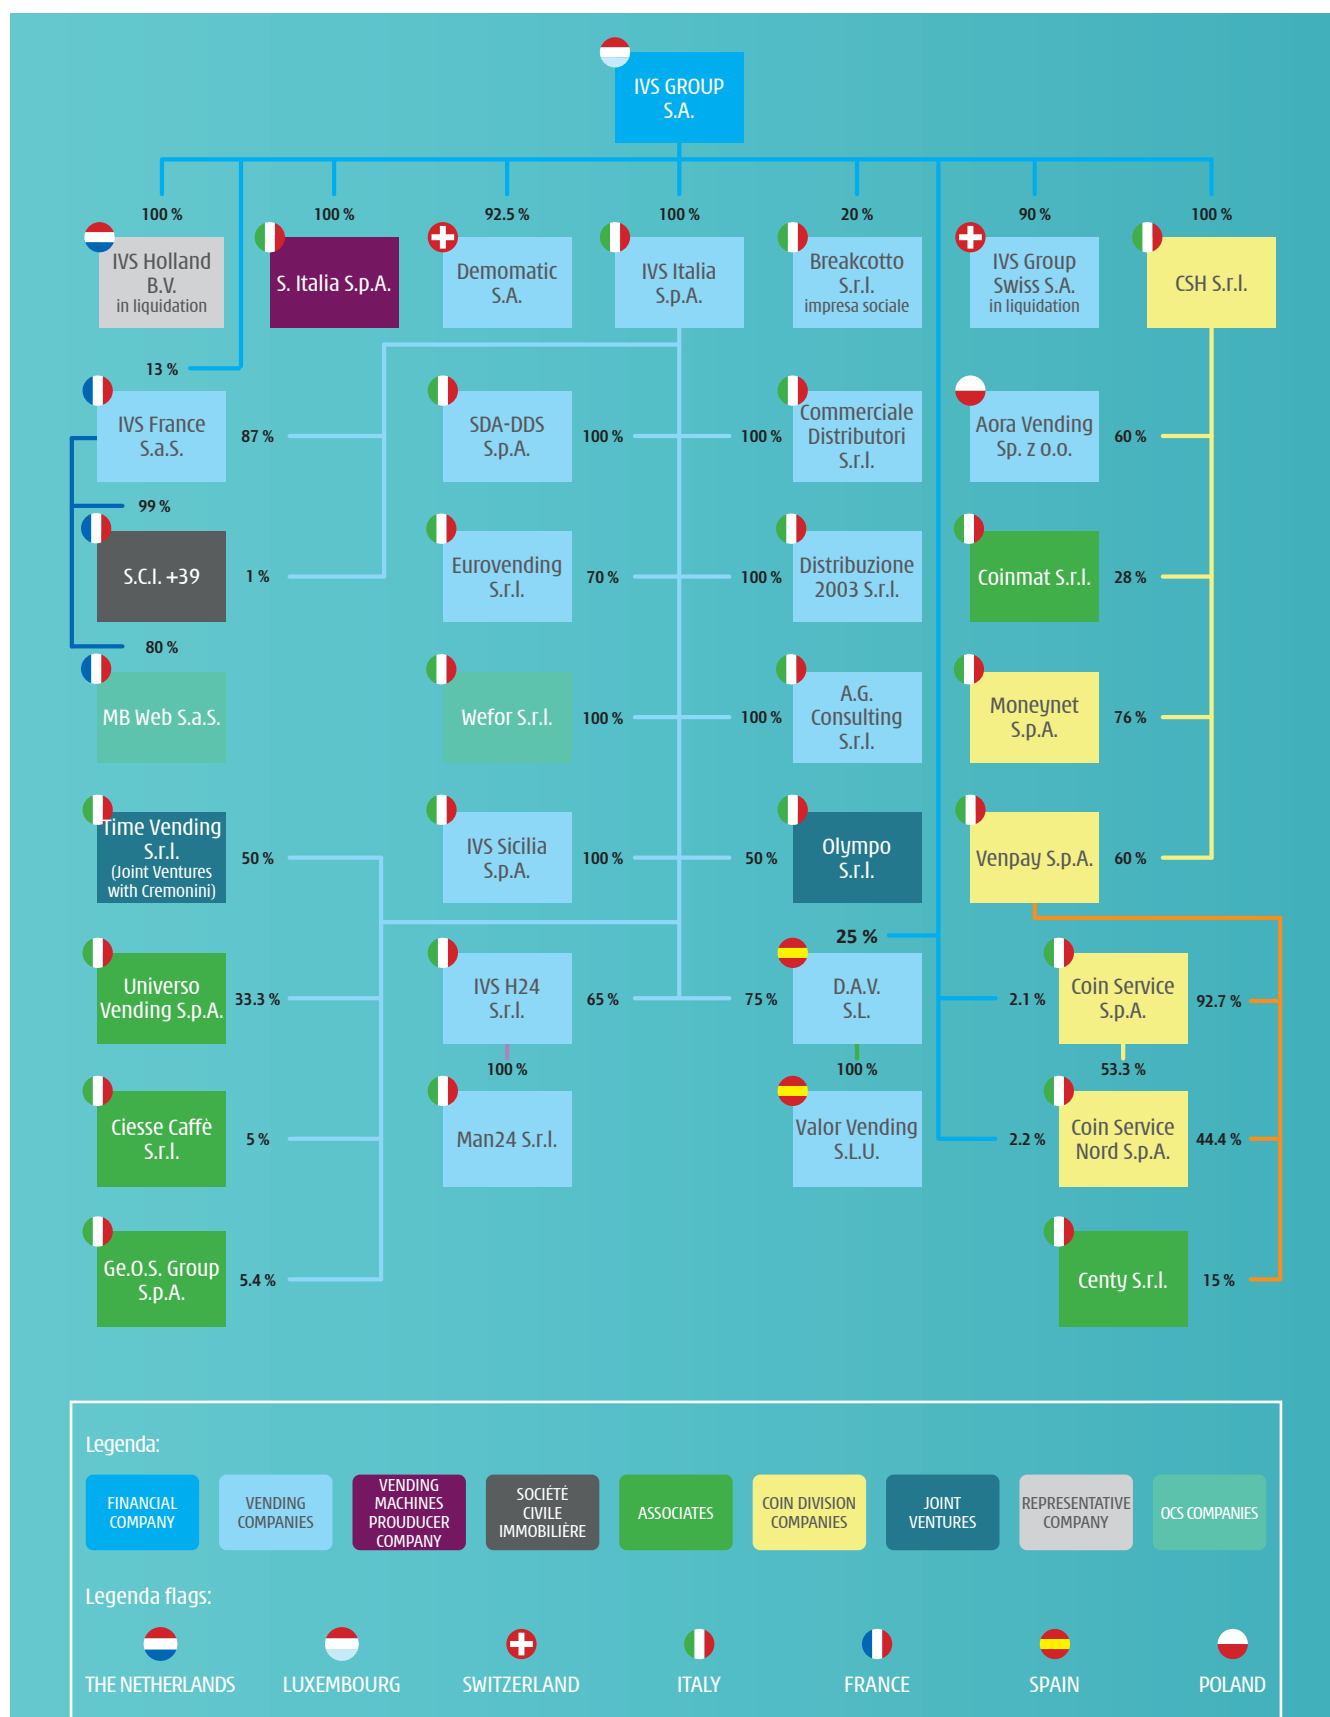 IVS GROUP
S.A.
100 %
100 %
92.5 %
100 %
20 %
90 %
100 %
IVS Holland
B.V.
in liquidation
S. Italia S.p.A.
Demomatic
S.A.
IVS Italia
S.p.A.
Breakcotto
S.r.l.
impresa sociale
IVS Group
Swiss S.A.
in liquidation
CSH S.r.l.
13 %
IVS France
S.a.S.
87 %
SDA-DDS
S.p.A.
100 %
100 %
Commerciale
Distributori
S.r.l.
Aora Vending
Sp. z o.o.
60 %
99 %
S.C.I. +39
1 %
Eurovending
S.r.l.
70 %
100 %
Distribuzione
2003 S.r.l.
Coinmat S.r.l.
28 %
80 %
MB Web S.a.S.
Wefor S.r.l.
100 %
100 %
A.G.
Consulting
S.r.l.
Moneynet
S.p.A.
76 %
Time Vending
S.r.l.
(Joint Ventures
with Cremonini)
50 %
IVS Sicilia
S.p.A.
100 %
50 %
Olympo
S.r.l.
Venpay S.p.A.
60 %
25 %
Universo
Vending S.p.A.
33.3 %
IVS H24
S.r.l.
65 %
75 %
D.A.V.
S.L.
2.1 %
Coin Service
S.p.A.
92.7 %
100 %
100 %
53.3 %
Ciesse Caffè
S.r.l.
5 %
Man24 S.r.l.
Valor Vending
S.L.U.
2.2 %
Coin Service
Nord S.p.A.
44.4 %
Ge.O.S. Group
S.p.A.
5.4 %
Centy S.r.l.
15 %
Legenda:
FINANCIAL
COMPANY
VENDING
COMPANIES
VENDING
MACHINES
PROUDUCER
COMPANY
SOCIÉTÉ
CIVILE
IMMOBILIÈRE
ASSOCIATES
COIN DIVISION
COMPANIES
JOINT
VENTURES
REPRESENTATIVE
COMPANY
OCS COMPANIES
Legenda flags:
THE NETHERLANDS
LUXEMBOURG
SWITZERLAND
ITALY
FRANCE
SPAIN
POLAND